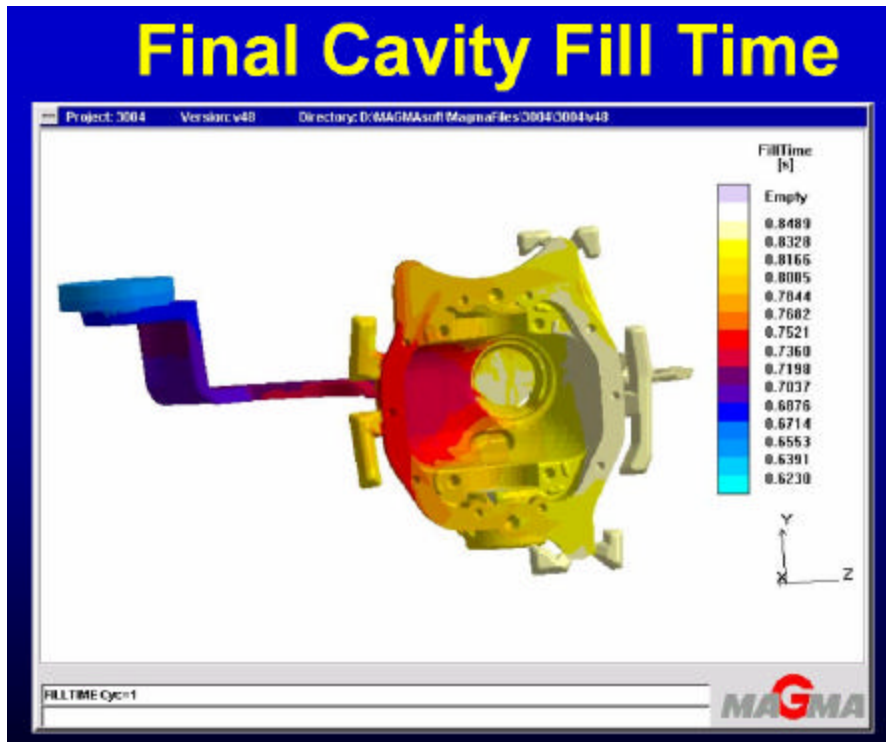 Final Cavity Fill Time
Project: 3004 Version: v48 Directory: D:\MAGMAsoft\MagmaFiles\3004\3004\v48
FillTime
[s]
Empty
0.8489
0.8328
0.8166
0.8005
0.7844
0.7682
0.7521
0.7360
0.7198
0.7037
0.6876
0.6714
0.6553
0.6391
0.6230
Y
X Z
FILLTIME Cyc=1
MAGMA